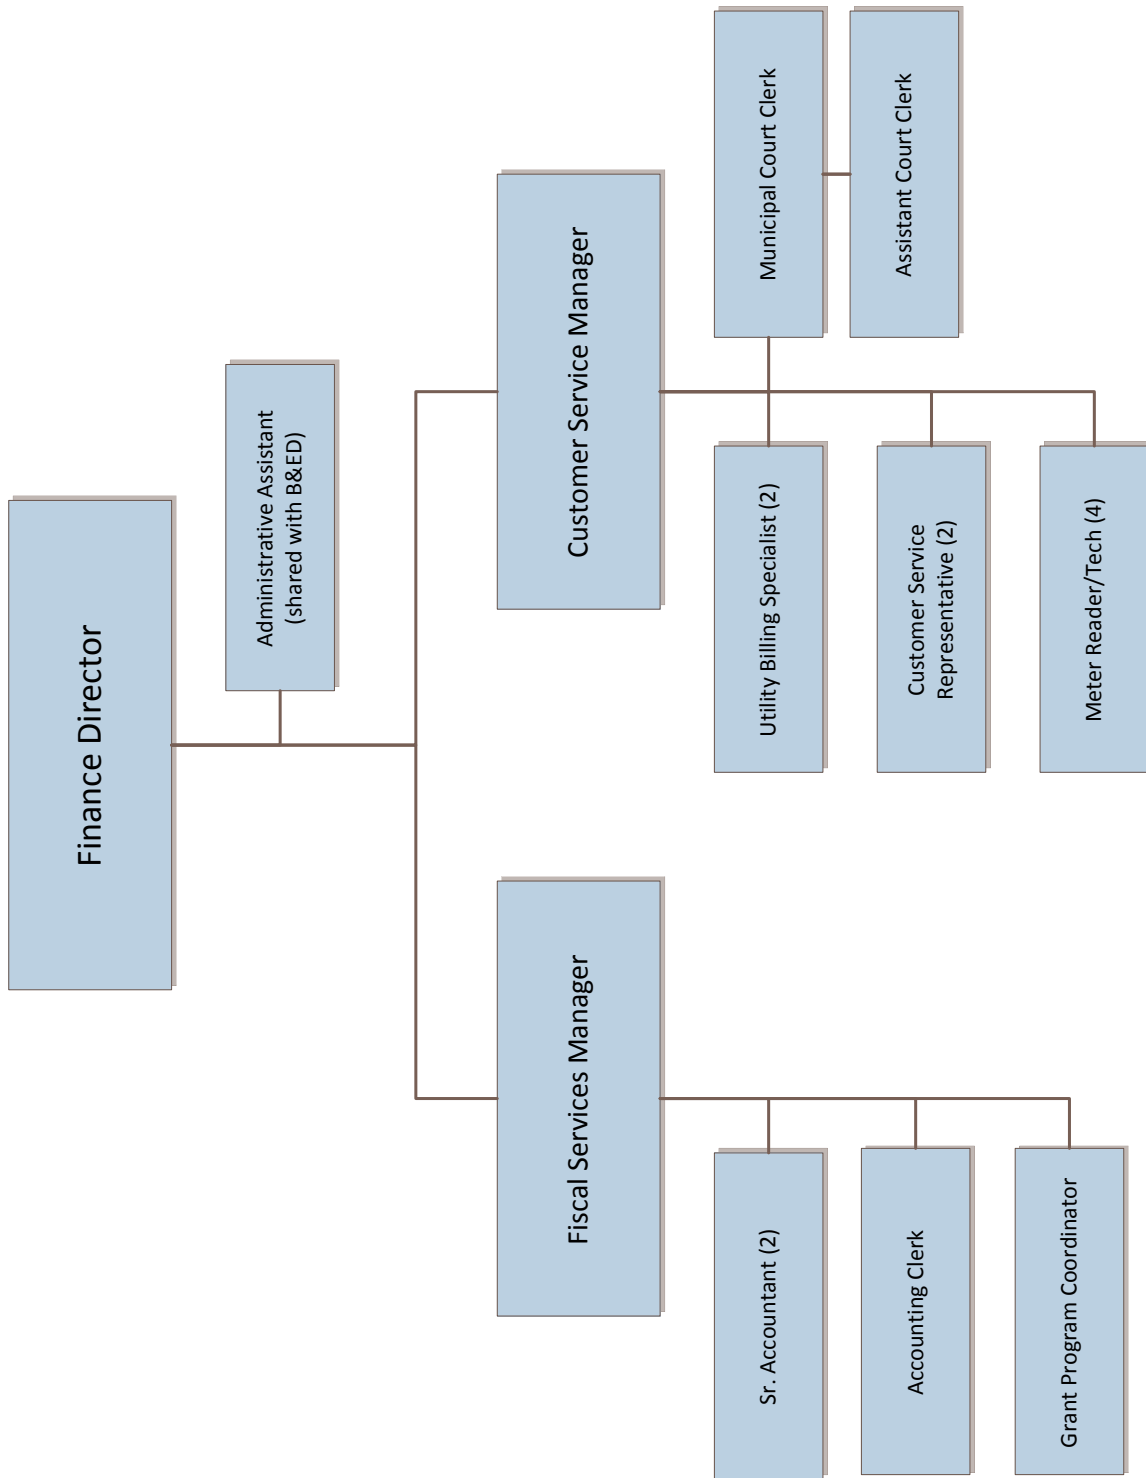 Finance Director
Administrative Assistant
(shared with B&ED)
Fiscal Services Manager
Customer Service Manager
Sr. Accountant (2)
Accounting Clerk
Grant Program Coordinator
Utility Billing Specialist (2)
Customer Service
Representative (2)
Meter Reader/Tech (4)
Municipal Court Clerk
Assistant Court Clerk